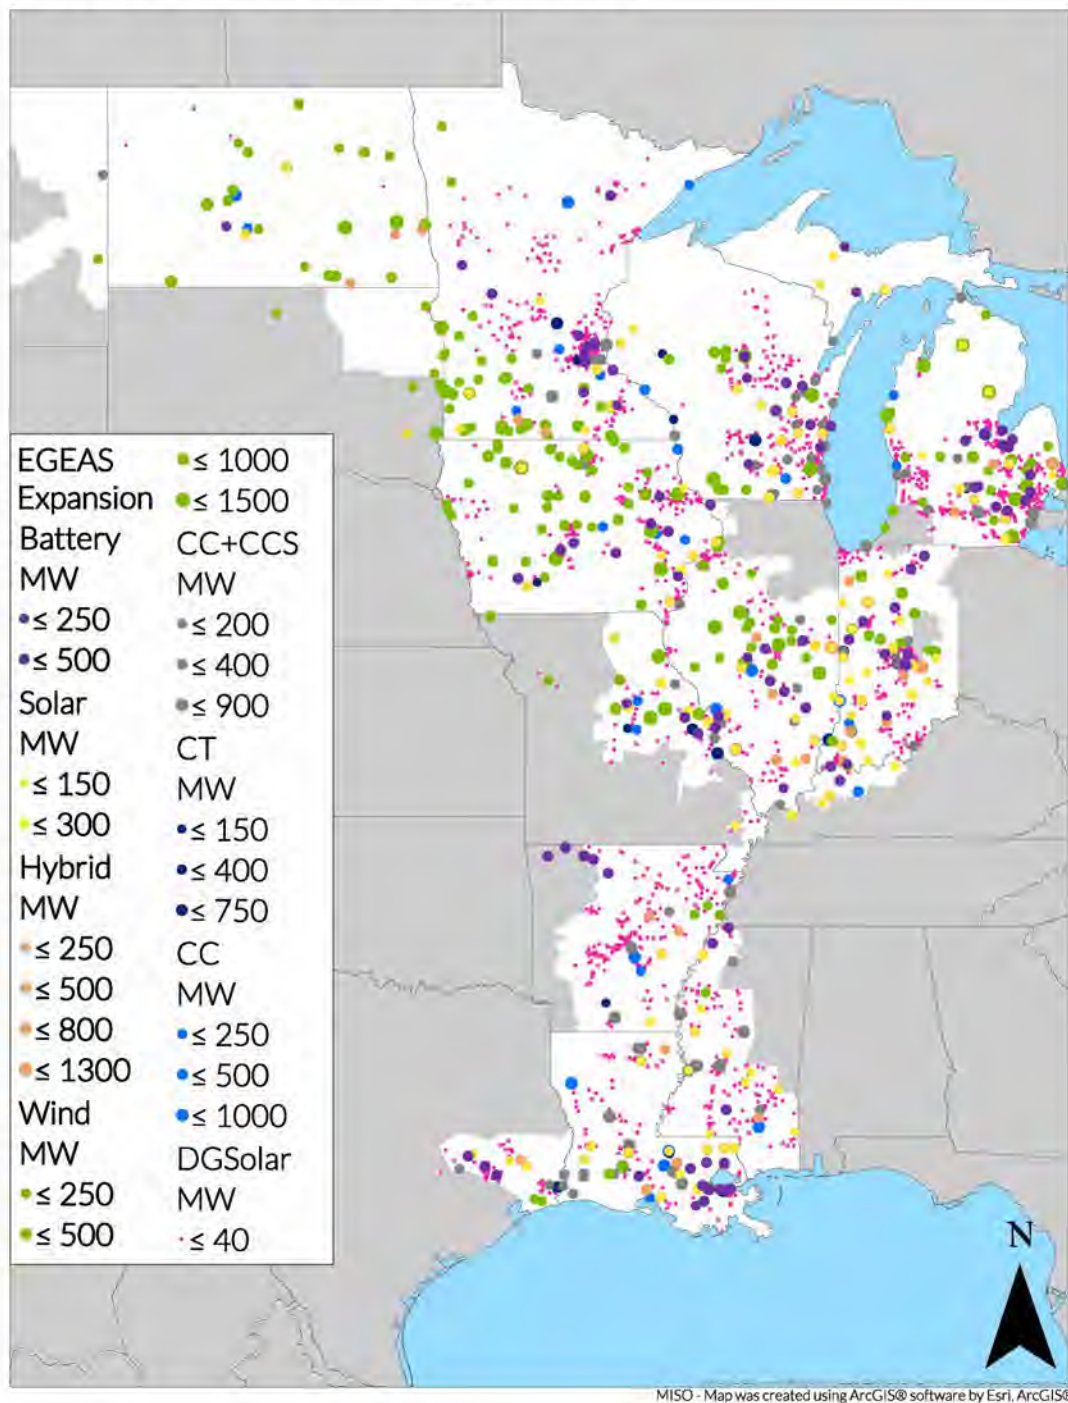 EGEAS
Expansion
Battery
MW
≤ 250
≤ 500
Solar
MW
≤ 150
≤ 300
Hybrid
MW
≤ 250
≤ 500
≤ 800
≤ 1300
Wind
MW
≤ 250
≤ 500
≤ 1000
≤ 1500
CC+CCS
MW
≤ 200
≤ 400
≤ 900
CT
MW
≤ 150
≤ 400
≤ 750
CC
MW
≤ 250
≤ 500
≤ 1000
DGSolar
MW
≤ 40
N
MISO - Map was created using ArcGIS® software by Esri. ArcGIS®